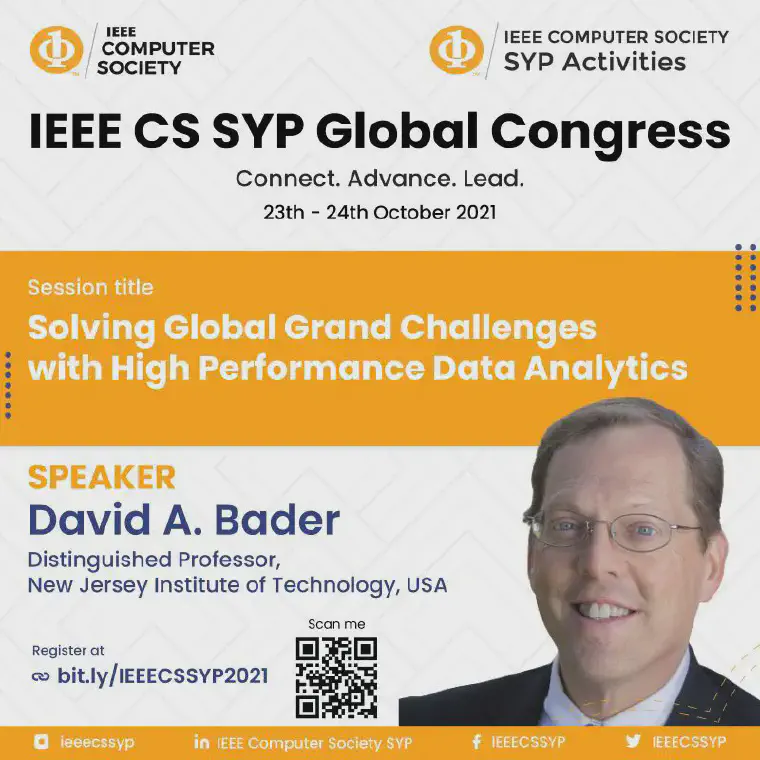 IEEE
COMPUTER
SOCIETY
IEEE COMPUTER SOCIETY
SYP Activities
IEEE CS SYP Global Congress
Connect. Advance. Lead.
23th - 24th October 2021
Session title
Solving Global Grand Challenges
with High Performance Data Analytics
SPEAKER
David A. Bader
Distinguished Professor,
New Jersey Institute of Technology, USA
Scan me
Register at
bit.ly/IEEECSSYP2021
ieeecssyp
IEEE Computer Society SYP
IEEECSSYP
IEEECSSYP